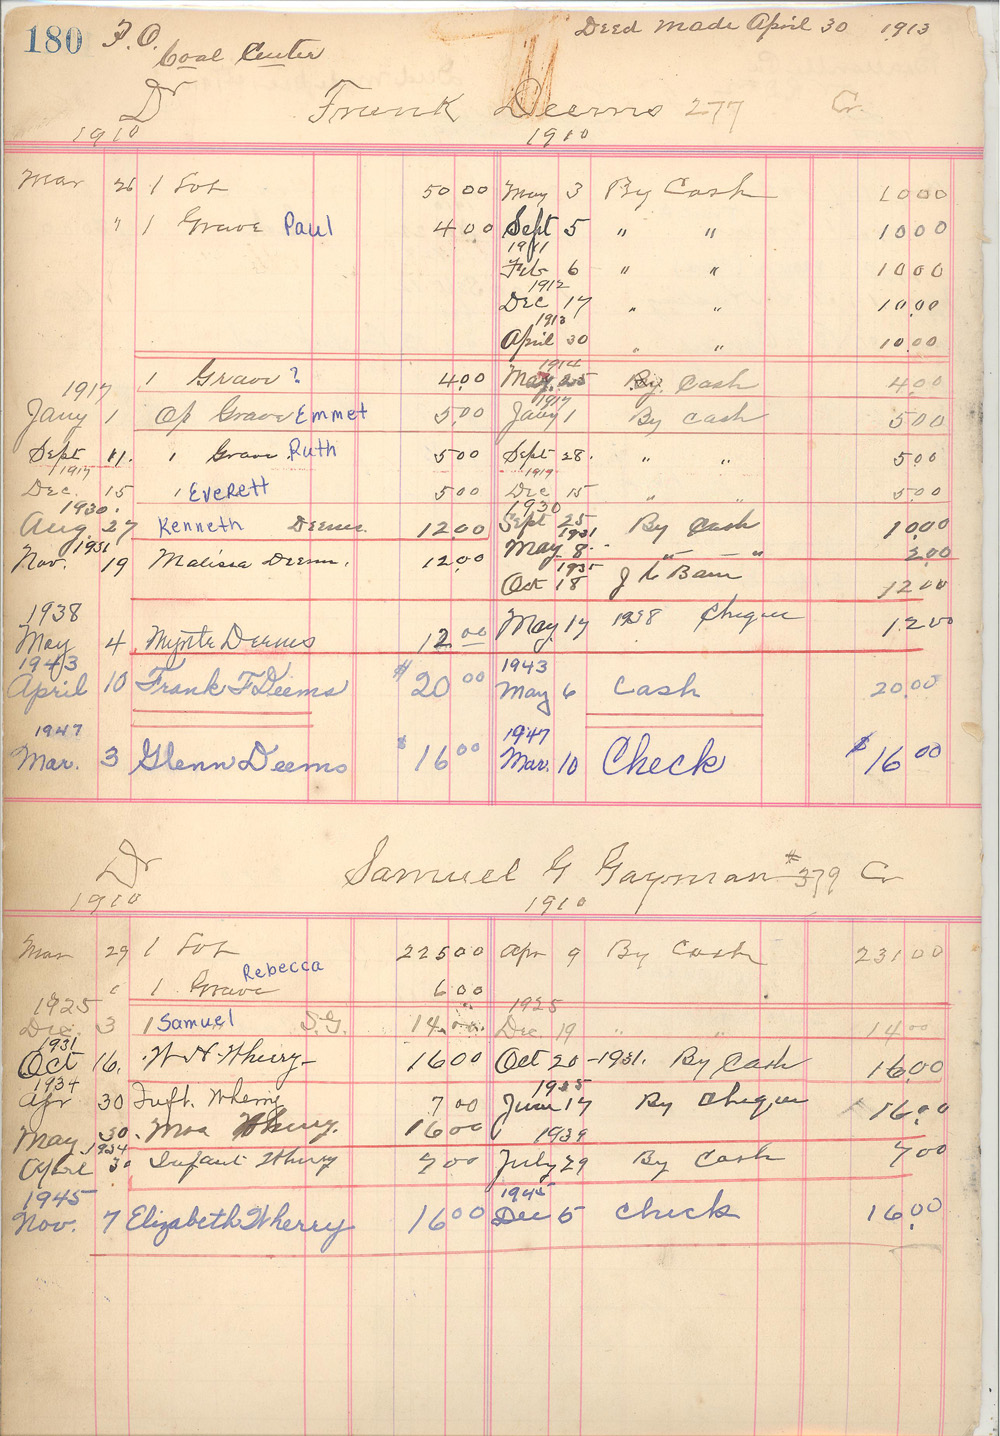 180 P.O. Deed Made April 30 1913
Coal Center
Dr Frank Deems 277 Cr.
1910 1910
Mar 26 1 Lot 50 00 May 3 By Cash 10 00
" 1 Grave Paul 4 00 Sept 5 " " 10 00
1911
Feb 6 " " 10 00
1912
Dec 17 " " 10 00
1913
April 30 " " 10 00
1914
1 Grave ? 4 00 May 25 By Cash 4 00
1917 1917
Jany 1 Op Grave Emmet 5 00 Jany 1 By Cash 5 00
Sept 11. 1 Grave Ruth 5 00 Sept 28. " " 5 00
1917 1919
Dec. 15 1 Everett 5 00 Dec 15 " " 5 00
1930. 1930
Aug. 27 Kenneth Deems. 12 00 Sept 25 By Cash 10 00
1931 1931
Nov. 19 Malissa Deems. 12 00 May 8. " — " 2 00
1935
Oct 18 12 00
1938
May 4 Myrtle Deems 12 00 May 17 1938 Cheque 12 00
1943 1943
April 10 Frank F Deems $ 20 00 May 6 Cash 20 00
1947 1947
Mar. 3 Glenn Deems $ 16 00 Mar. 10 Check $ 16 00
Dr Samuel G Gayman #379 Cr
1910 1910
Mar 29 1 Lot 225 00 Apr 9 By Cash 231 00
" 1 Grave Rebecca 6 00
1925 1925
Dec. 3 1 Samuel S.G. 14 00 Dec 19 " " 14 00
1931
Oct 16. W H Wherry 16 00 Oct 20 - 1931. By Cash 16 00
1934 1935
Apr 30 Inft. Wherry 7 00 June 17 By Cheque 16 00
May 30. Wherry. 16 00
1934 1939
April 30 Infant Wherry 7 00 July 29 By Cash 7 00
1945 1945
Nov. 7 Elizabeth Wherry 16 00 Dec 5 Check 16 00